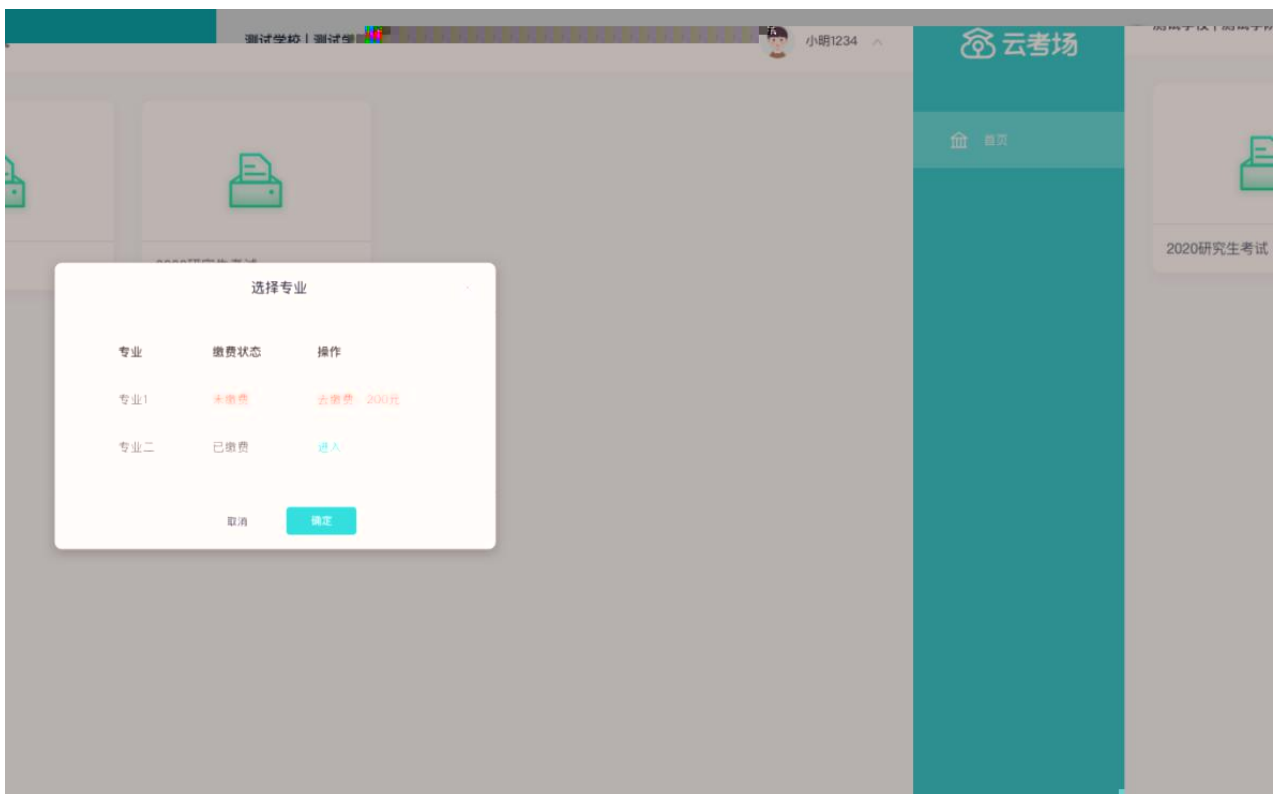 测试学校 | 测试学
小明1234
云考场
首页
2020研究生考试
选择专业
专业 缴费状态 操作
专业1 未缴费 去缴费 200元
专业二 已缴费 进入
取消 确定